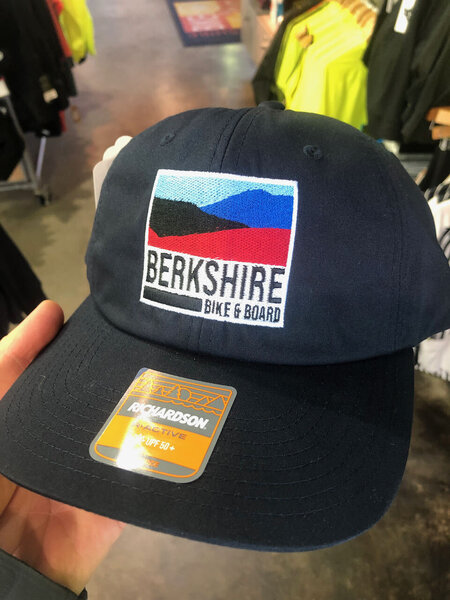 BERKSHIRE
BIKE & BOARD
RICHARDSON
UPF 50+